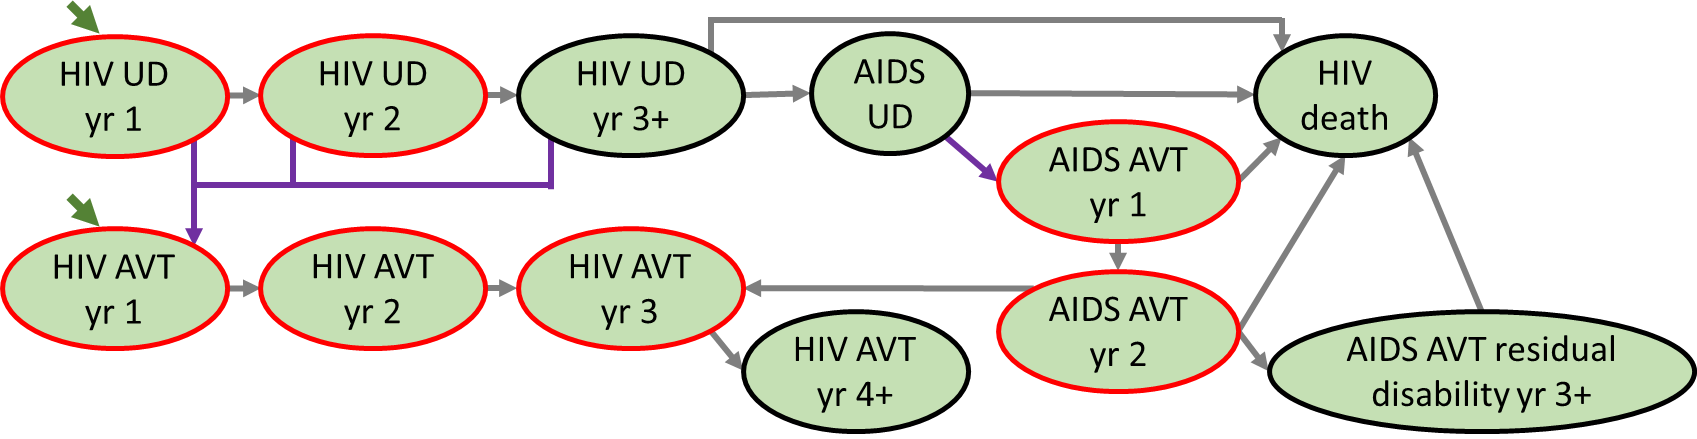 HIV UD
yr 1
HIV UD
yr 2
HIV UD
yr 3+
AIDS
UD
HIV
death
AIDS AVT
yr 1
HIV AVT
yr 1
HIV AVT
yr 2
HIV AVT
yr 3
AIDS AVT
yr 2
HIV AVT
yr 4+
AIDS AVT residual
disability yr 3+